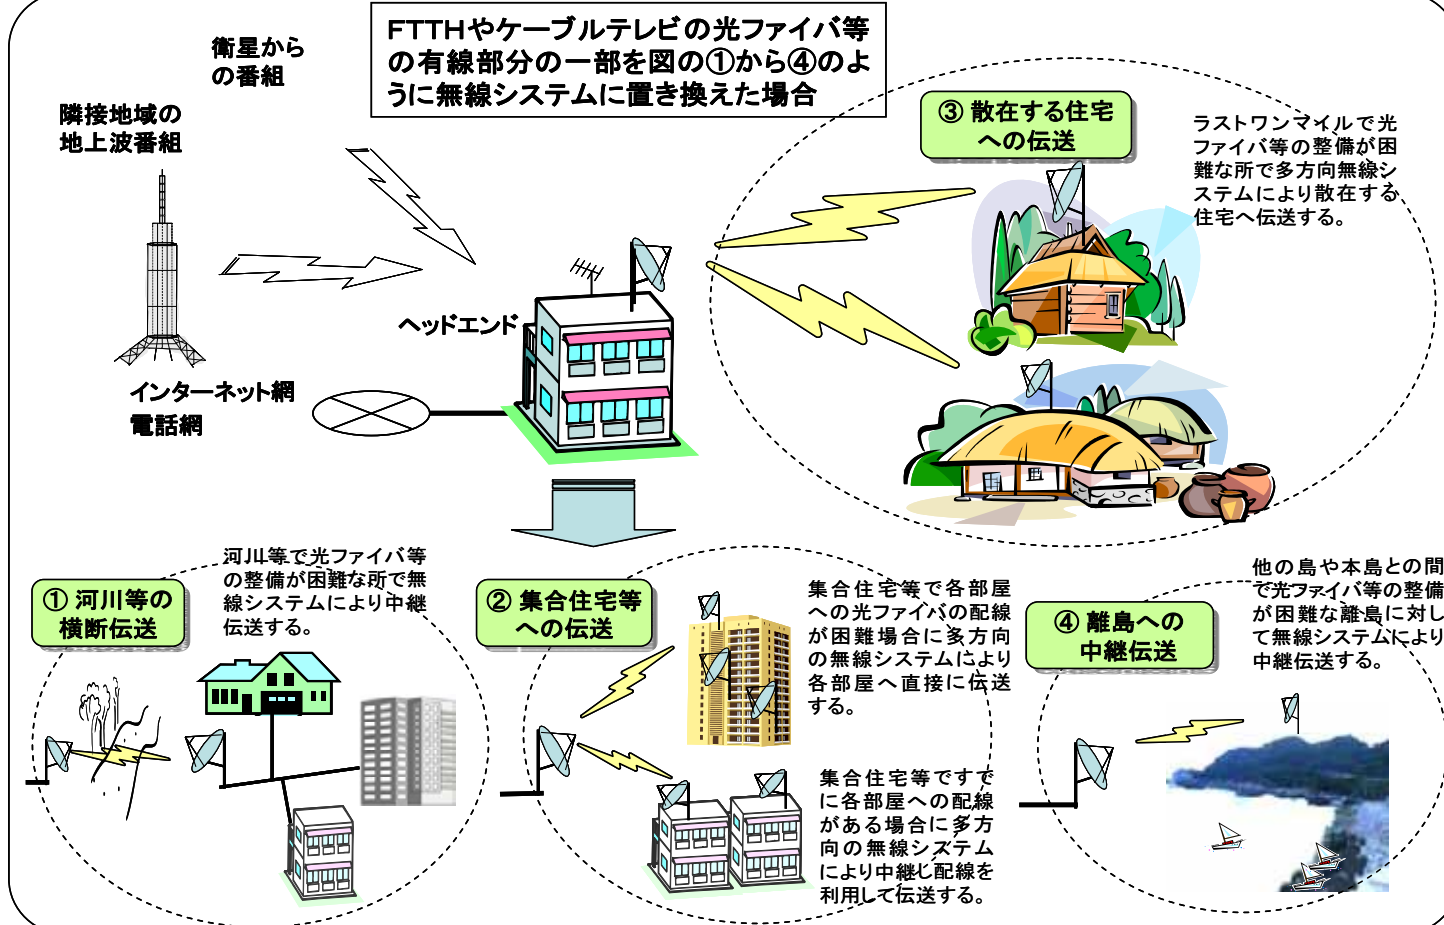 FTTHやケーブルテレビの光ファイバ等
の有線部分の一部を図の①から④のよ
うに無線システムに置き換えた場合
衛星から
の番組
隣接地域の
地上波番組
ヘッドエンド
インターネット網
電話網
③ 散在する住宅
への伝送
ラストワンマイルで光
ファイバ等の整備が困
難な所で多方向無線シ
ステムにより散在する
住宅へ伝送する。
① 河川等の
横断伝送
河川等で光ファイバ等
の整備が困難な所で無
線システムにより中継
伝送する。
② 集合住宅等
への伝送
集合住宅等で各部屋
への光ファイバの配線
が困難場合に多方向
の無線システムにより
各部屋へ直接に伝送
する。
集合住宅等ですで
に各部屋への配線
がある場合に多方
向の無線システム
により中継し配線を
利用して伝送する。
④ 離島への
中継伝送
他の島や本島との間
で光ファイバ等の整備
が困難な離島に対し
て無線システムにより
中継伝送する。